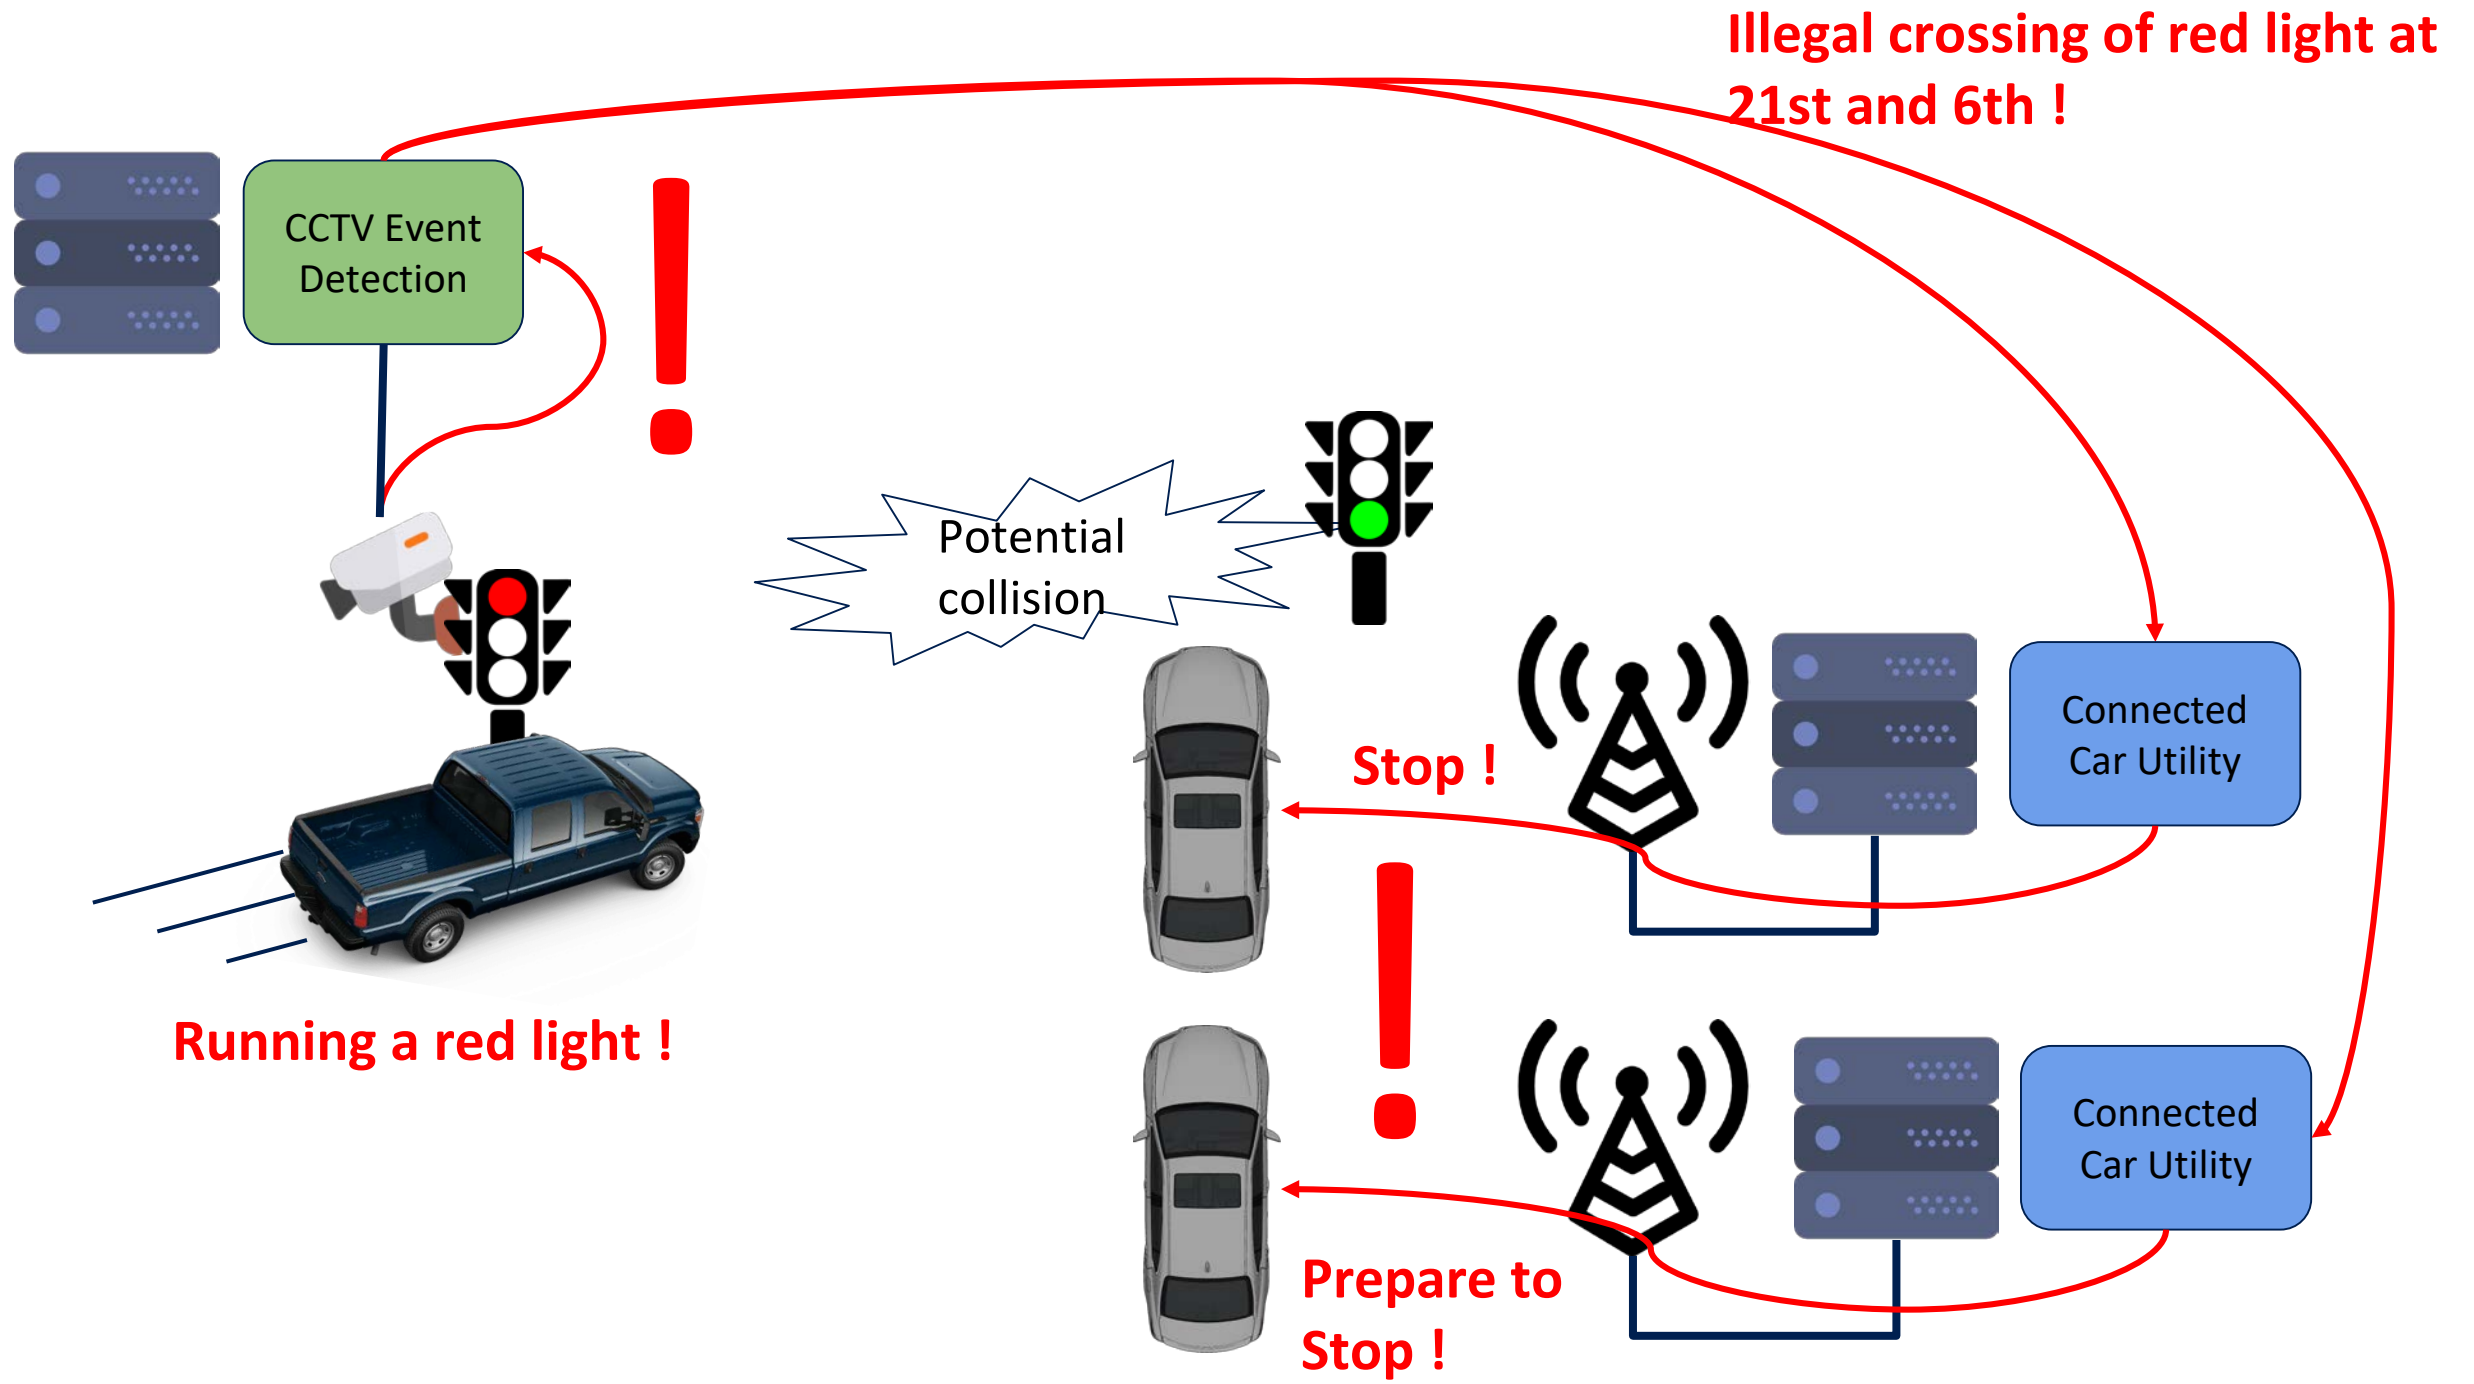 Illegal crossing of red light at
21st and 6th !
CCTV Event
Detection
Potential
collision
Connected
Car Utility
Stop !
Running a red light !
Connected
Car Utility
Prepare to
Stop !